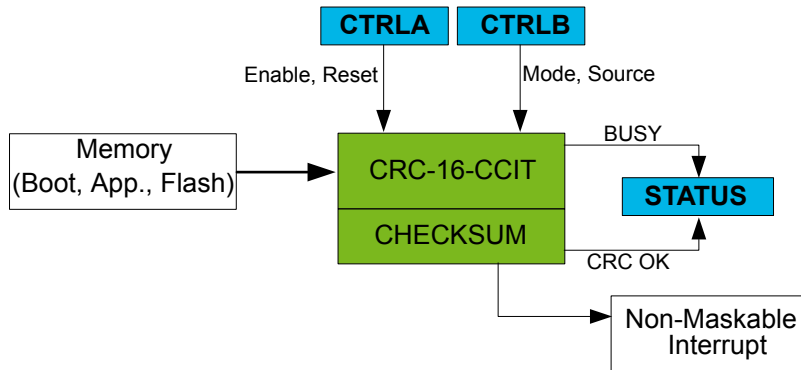 CTRLA
CTRLB
Enable, Reset
Mode, Source
Memory
(Boot, App., Flash)
CRC-16-CCIT
BUSY
STATUS
CHECKSUM
CRC OK
Non-Maskable
Interrupt